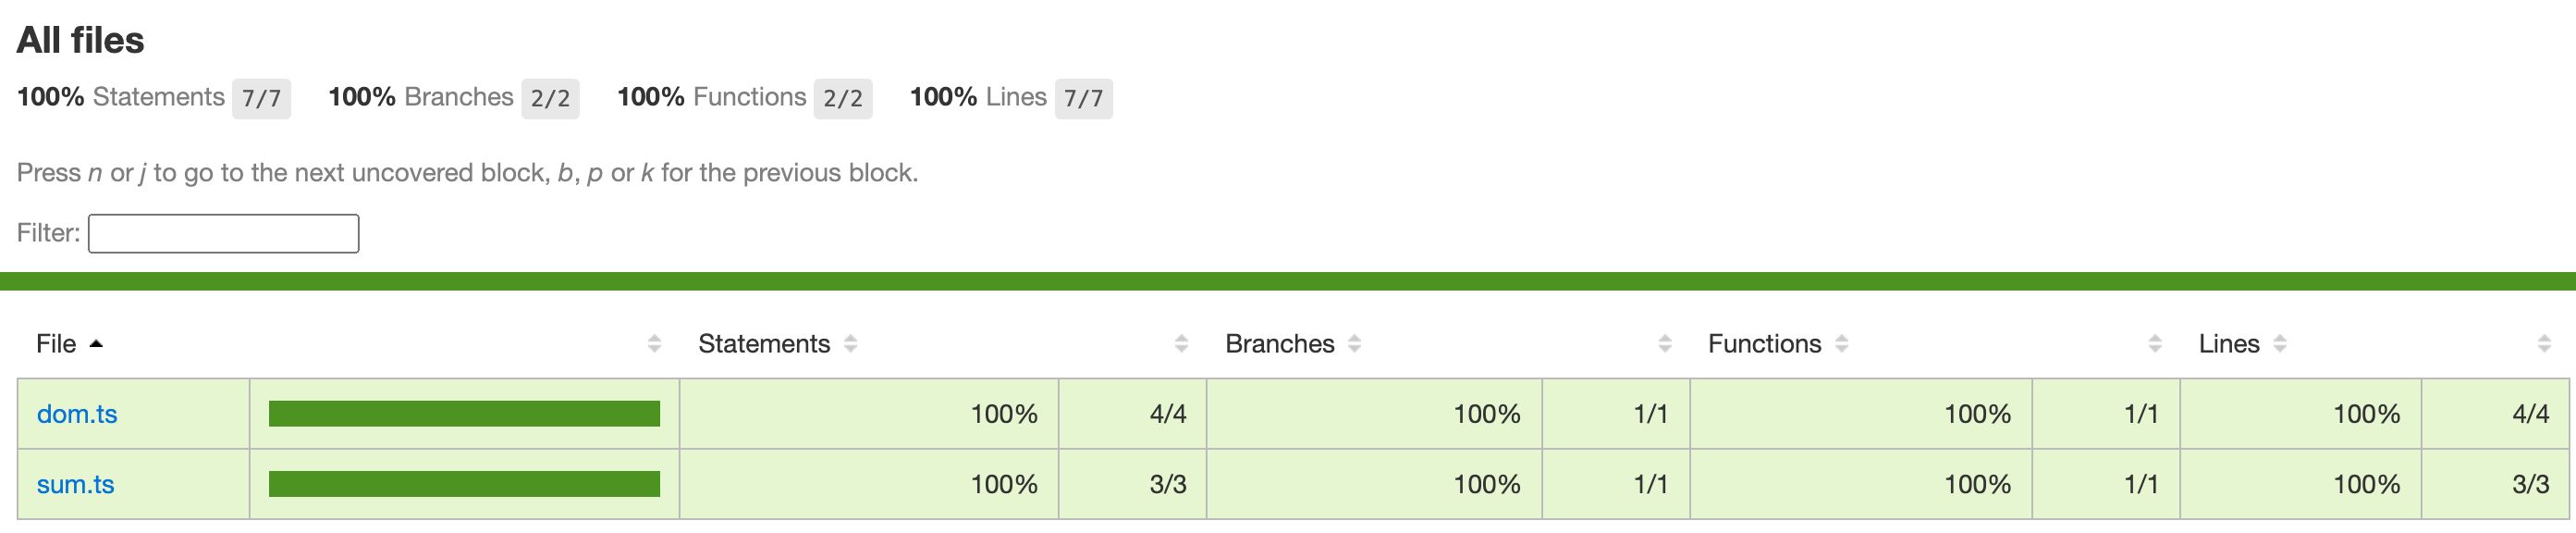 All files
100% Statements 7/7 100% Branches 2/2 100% Functions 2/2 100% Lines 7/7
Press n or j to go to the next uncovered block, b, p or k for the previous block.
Filter:
File Statements Branches Functions Lines
dom.ts 100% 4/4 100% 1/1 100% 1/1 100% 4/4
sum.ts 100% 3/3 100% 1/1 100% 1/1 100% 3/3